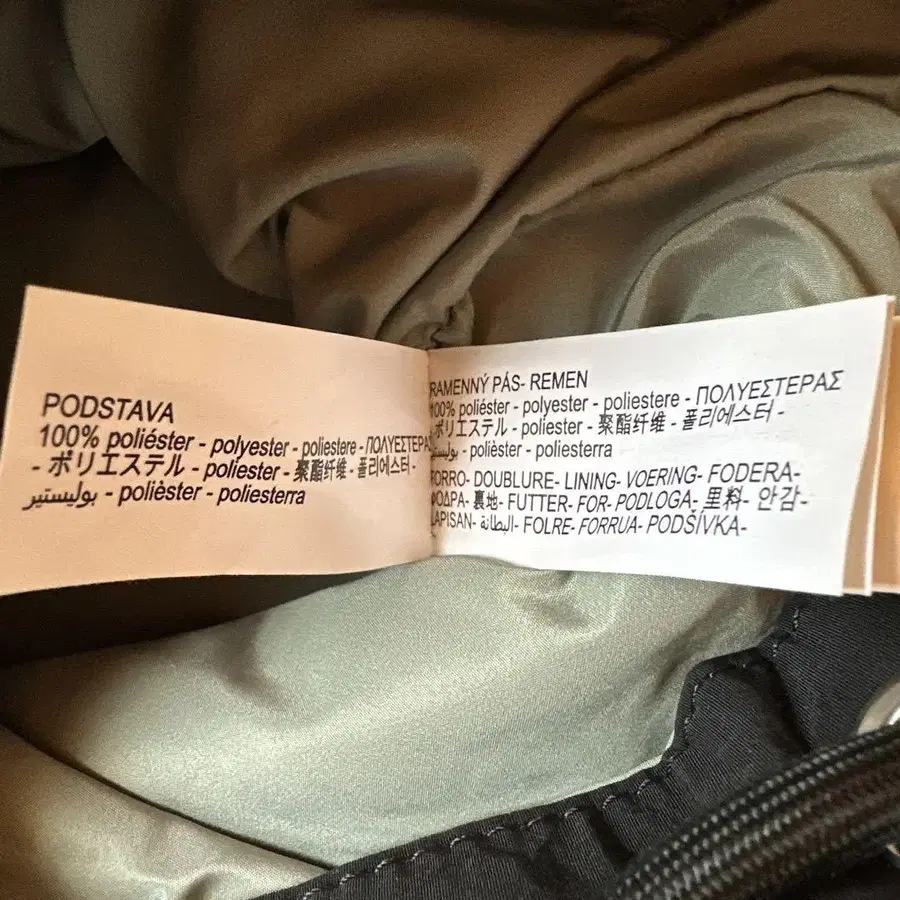 PODSTAVA
100% poliéster - polyester - poliestere - ΠΟΛΥΕΣΤΕΡΑΣ
- ポリエステル - poliester - 聚酯纤维 - 폴리에스터 -
بوليستير - polièster - poliesterra
RAMENNÝ PÁS- REMEN
100% poliéster - polyester - poliestere - ΠΟΛΥΕΣΤΕΡΑΣ
- ポリエステル - poliester - 聚酯纤维 - 폴리에스터 -
بوليستير - polièster - poliesterra
FORRO- DOUBLURE- LINING- VOERING- FODERA-
ΦΟΔΡΑ- 裏地- FUTTER- FOR- PODLOGA- 里料- 안감-
LAPISAN- البطانة- FOLRE- FORRUA- PODŠÍVKA-